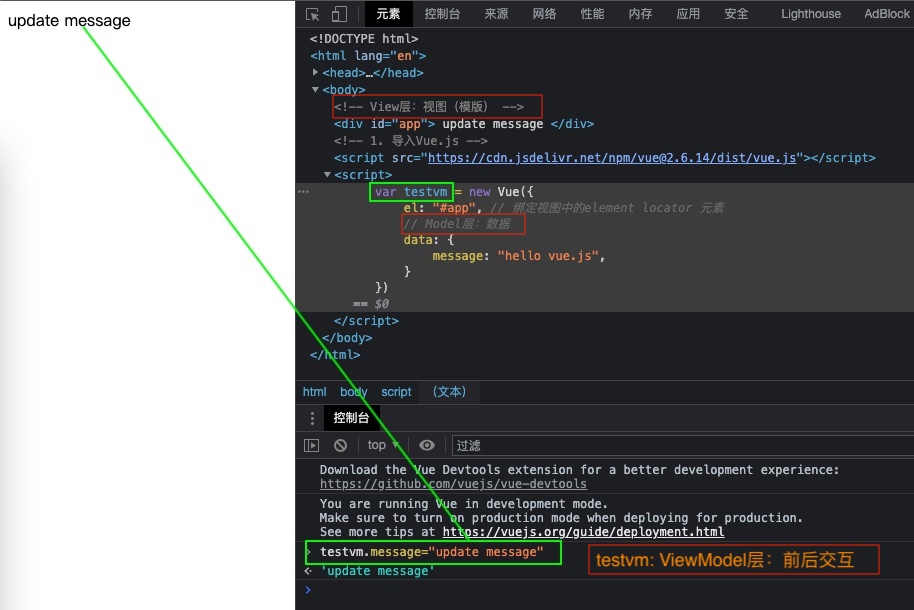 update message
元素 控制台 来源 网络 性能 内存 应用 安全 Lighthouse AdBlock
<!DOCTYPE html>
<html lang="en">
<head>…</head>
<body>
<!-- View层：视图（模版） -->
<div id="app"> update message </div>
<!-- 1. 导入Vue.js -->
<script src="https://cdn.jsdelivr.net/npm/vue@2.6.14/dist/vue.js"></script>
<script>
var testvm = new Vue({
el: "#app", // 绑定视图中的element locator 元素
// Model层：数据
data: {
message: "hello vue.js",
}
})
== $0
</script>
</body>
</html>
html body script （文本）
控制台
top 过滤
Download the Vue Devtools extension for a better development experience:
https://github.com/vuejs/vue-devtools
You are running Vue in development mode.
Make sure to turn on production mode when deploying for production.
See more tips at https://vuejs.org/guide/deployment.html
testvm.message="update message"
'update message'
testvm: ViewModel层：前后交互